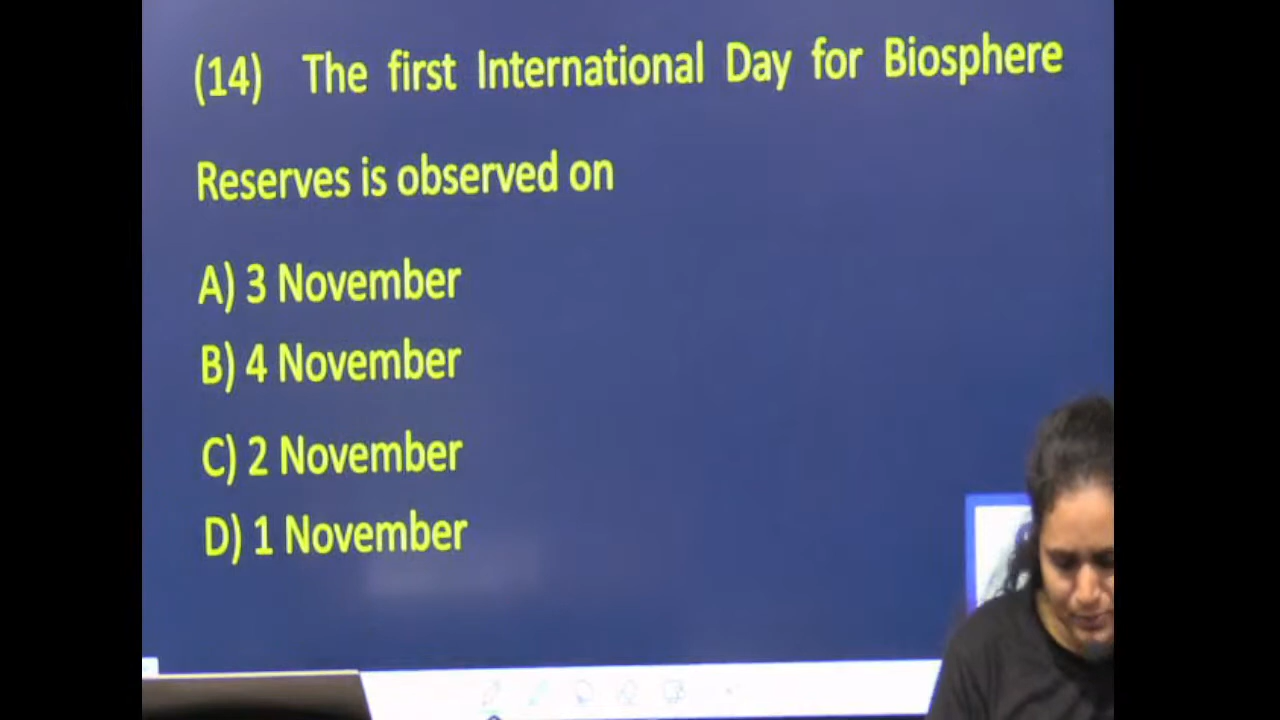 (14) The first International Day for Biosphere
Reserves is observed on
A) 3 November
B) 4 November
C) 2 November
D) 1 November